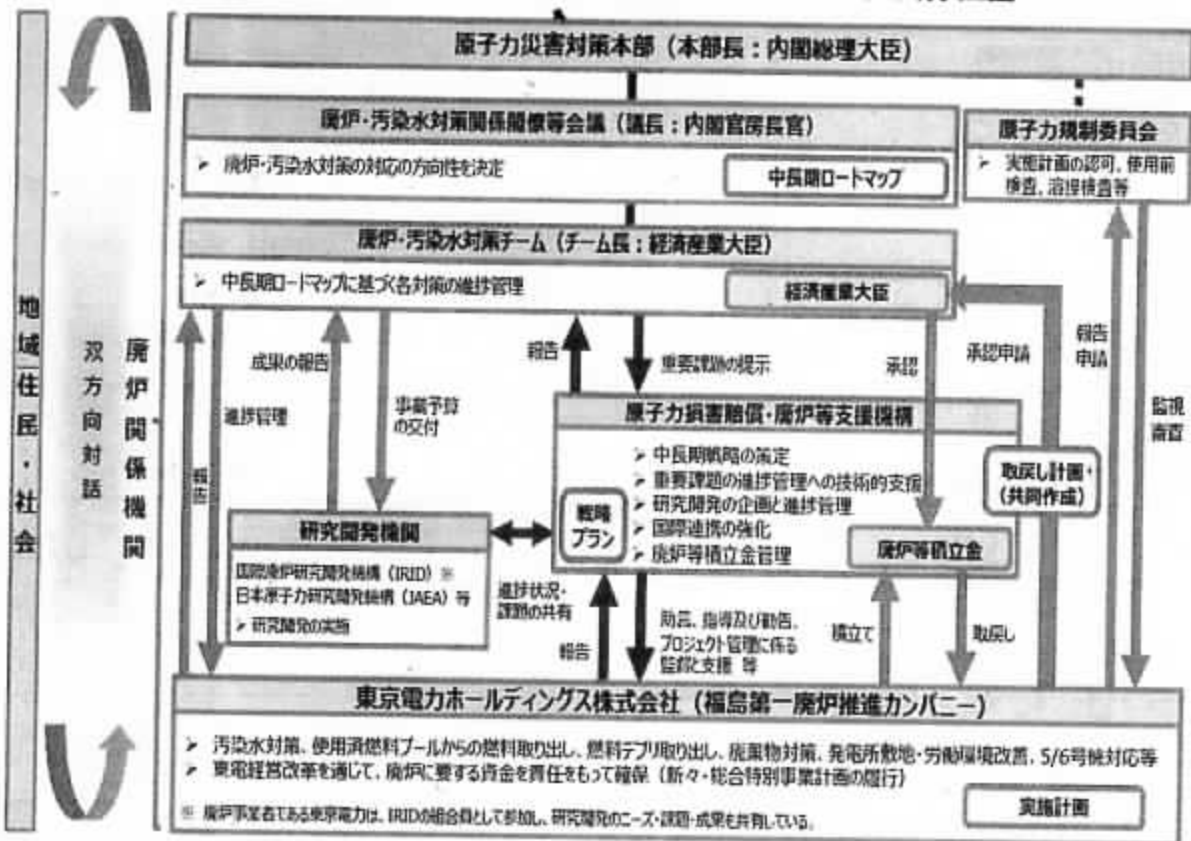 原子力災害対策本部(本部長:内閣総理大臣)
廃炉・汚染水対策関係閣僚等会議(議長:内閣官房長官)
➢ 廃炉・汚染水対策の対応の方向性を決定
中長期ロードマップ
原子力規制委員会
➢ 実施計画の認可、使用前
検査、溶接検査等
廃炉・汚染水対策チーム(チーム長:経済産業大臣)
➢ 中長期ロードマップに基づく各対策の進捗管理
経済産業大臣
地域住民・社会
双方向対話
廃炉関係機関
報告
進捗管理
成果の報告
事業予算
の交付
報告
重要課題の提示
承認
承認申請
報告
申請
監視
審査
原子力損害賠償・廃炉等支援機構
➢ 中長期戦略の策定
➢ 重要課題の進捗管理への技術的支援
➢ 研究開発の企画と進捗管理
➢ 国際連携の強化
➢ 廃炉等積立金管理
戦略
プラン
廃炉等積立金
取戻し計画・
(共同作成)
研究開発機関
国際廃炉研究開発機構(IRID)※
日本原子力研究開発機構(JAEA)等
➢ 研究開発の実施
進捗状況・
課題の共有
報告
助言、指導及び勧告、
プロジェクト管理に係る
監督と支援 等
積立て
取戻し
東京電力ホールディングス株式会社(福島第一廃炉推進カンパニー)
➢ 汚染水対策、使用済燃料プールからの燃料取り出し、燃料デブリ取り出し、廃棄物対策、発電所敷地・労働環境改善、5/6号機対応等
➢ 東電経営改革を通じて、廃炉に要する資金を責任をもって確保(新々・総合特別事業計画の履行)
※ 廃炉事業者である東京電力は、IRIDの組合員として参加し、研究開発のニーズ・課題・成果も共有している。
実施計画